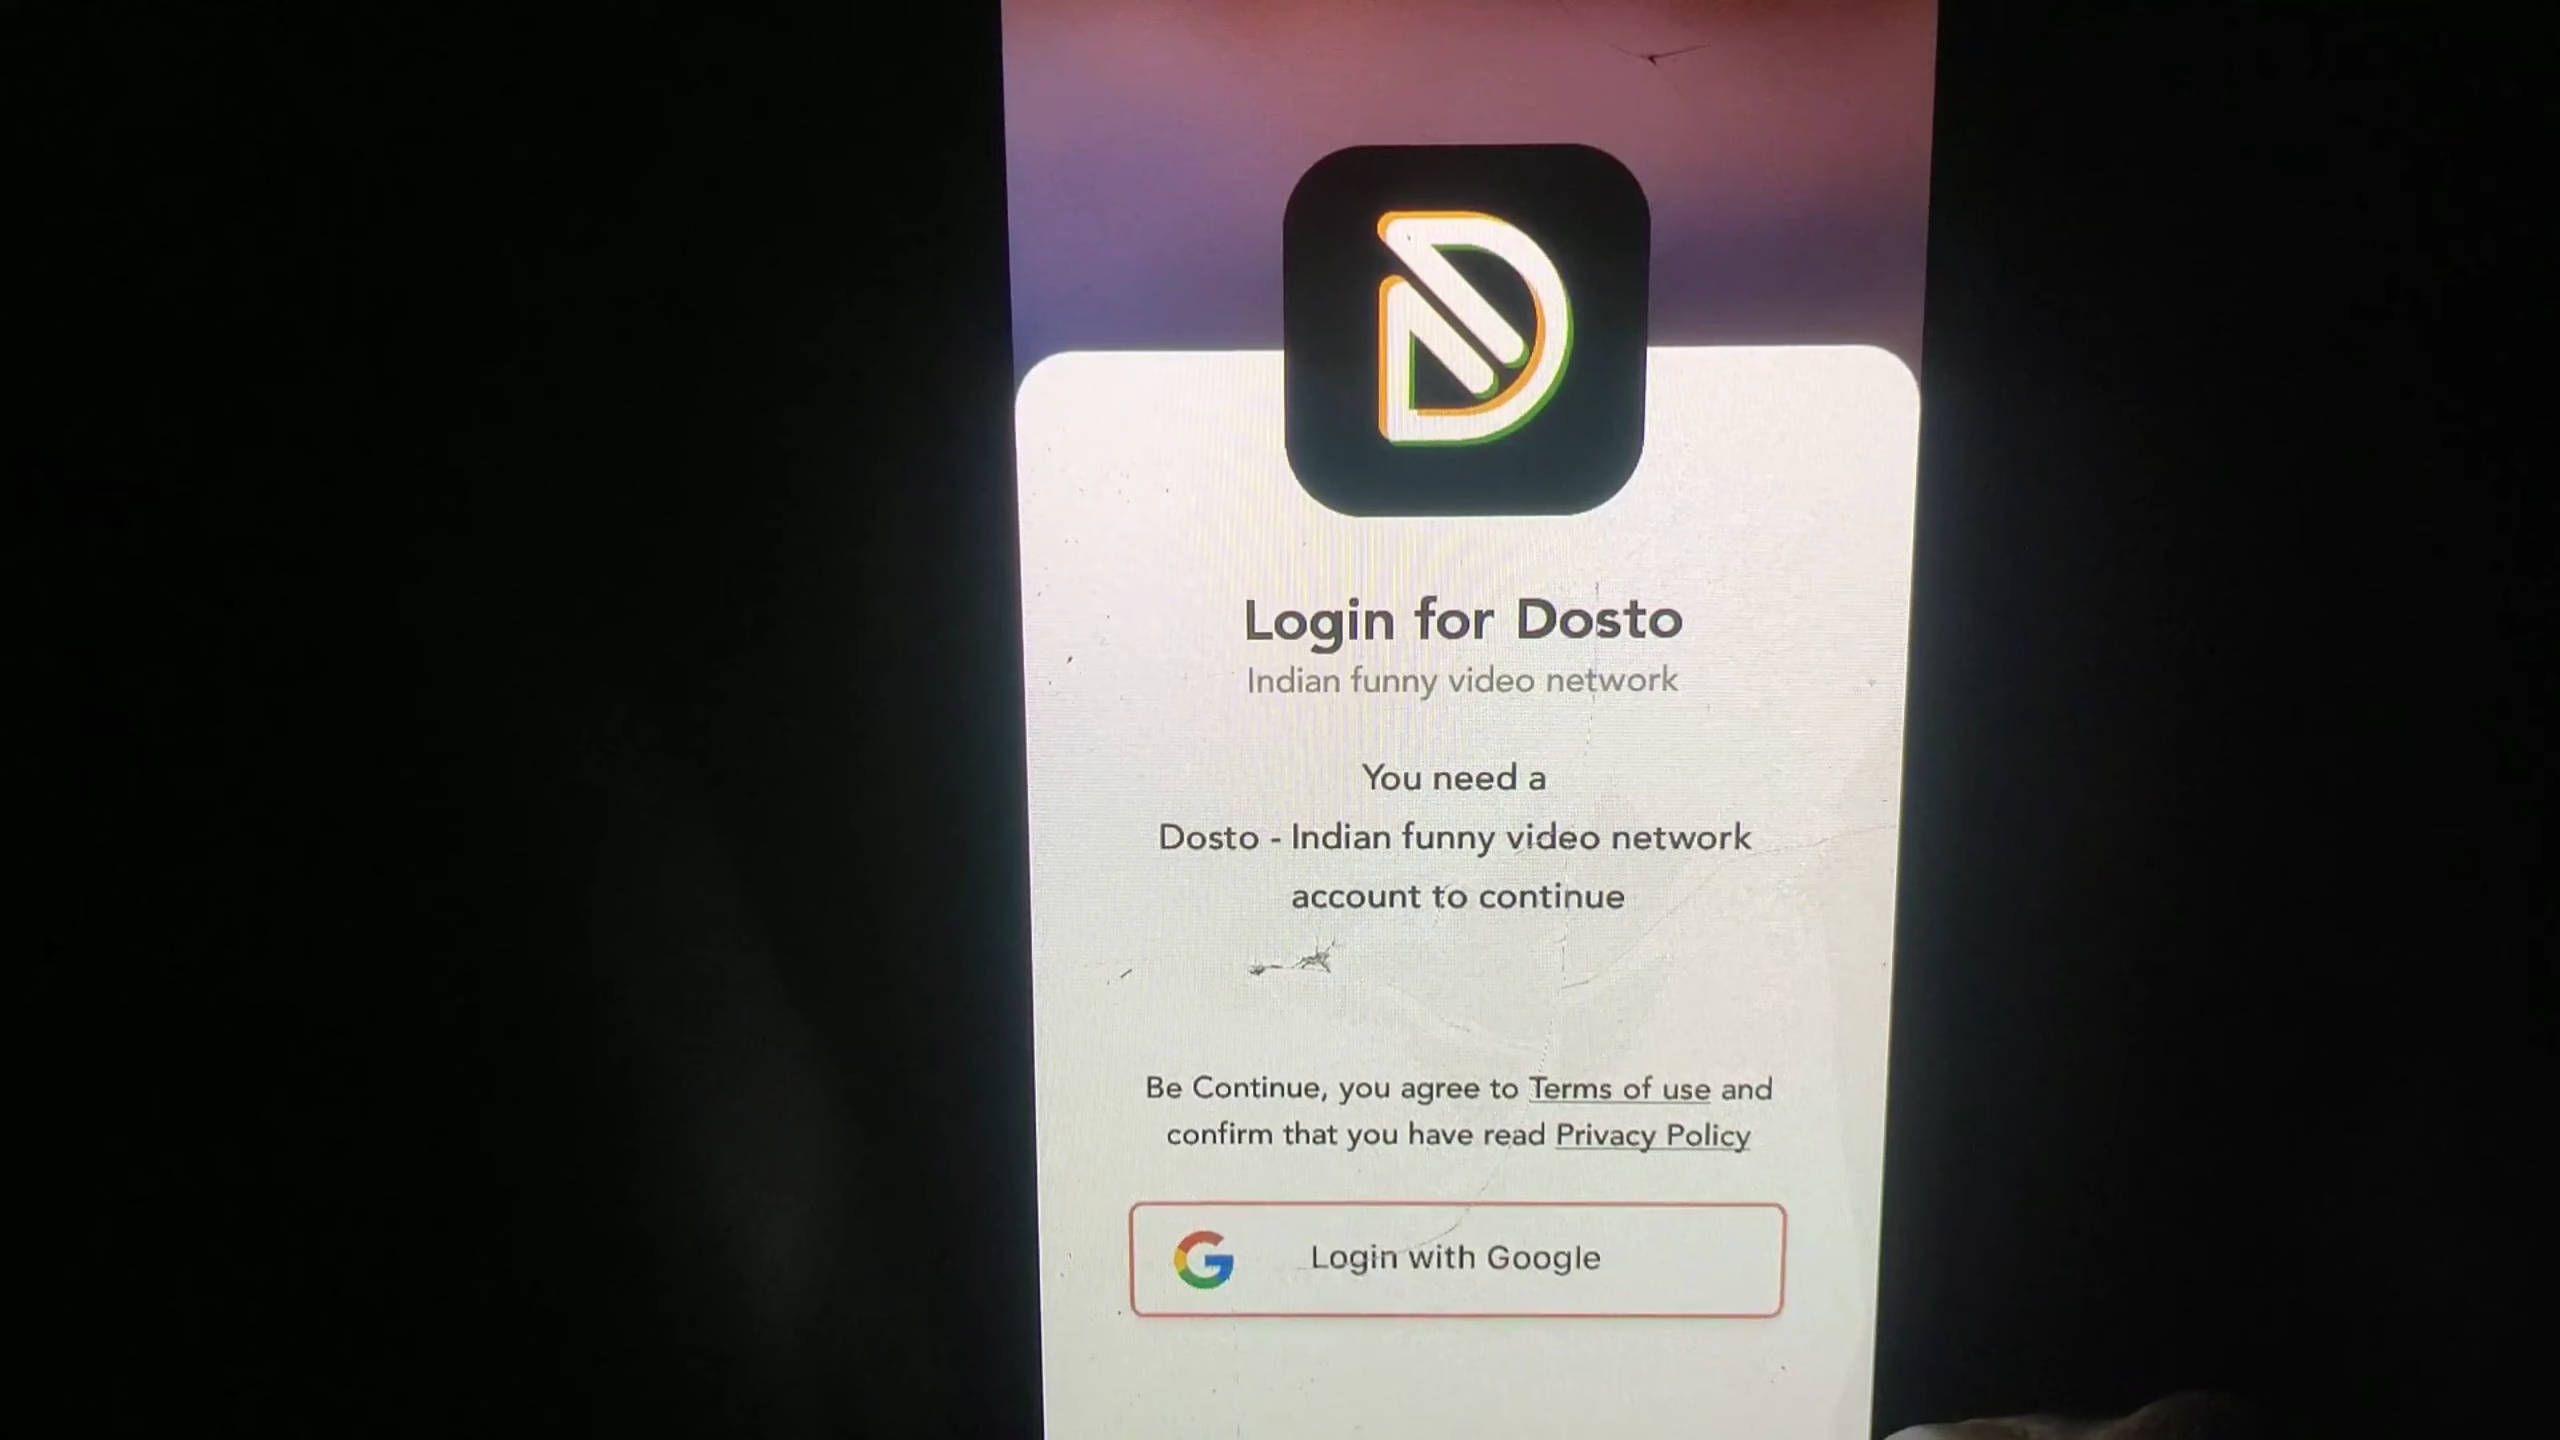 Login for Dosto
Indian funny video network
You need a
Dosto - Indian funny video network
account to continue
Be Continue, you agree to Terms of use and
confirm that you have read Privacy Policy
Login with Google